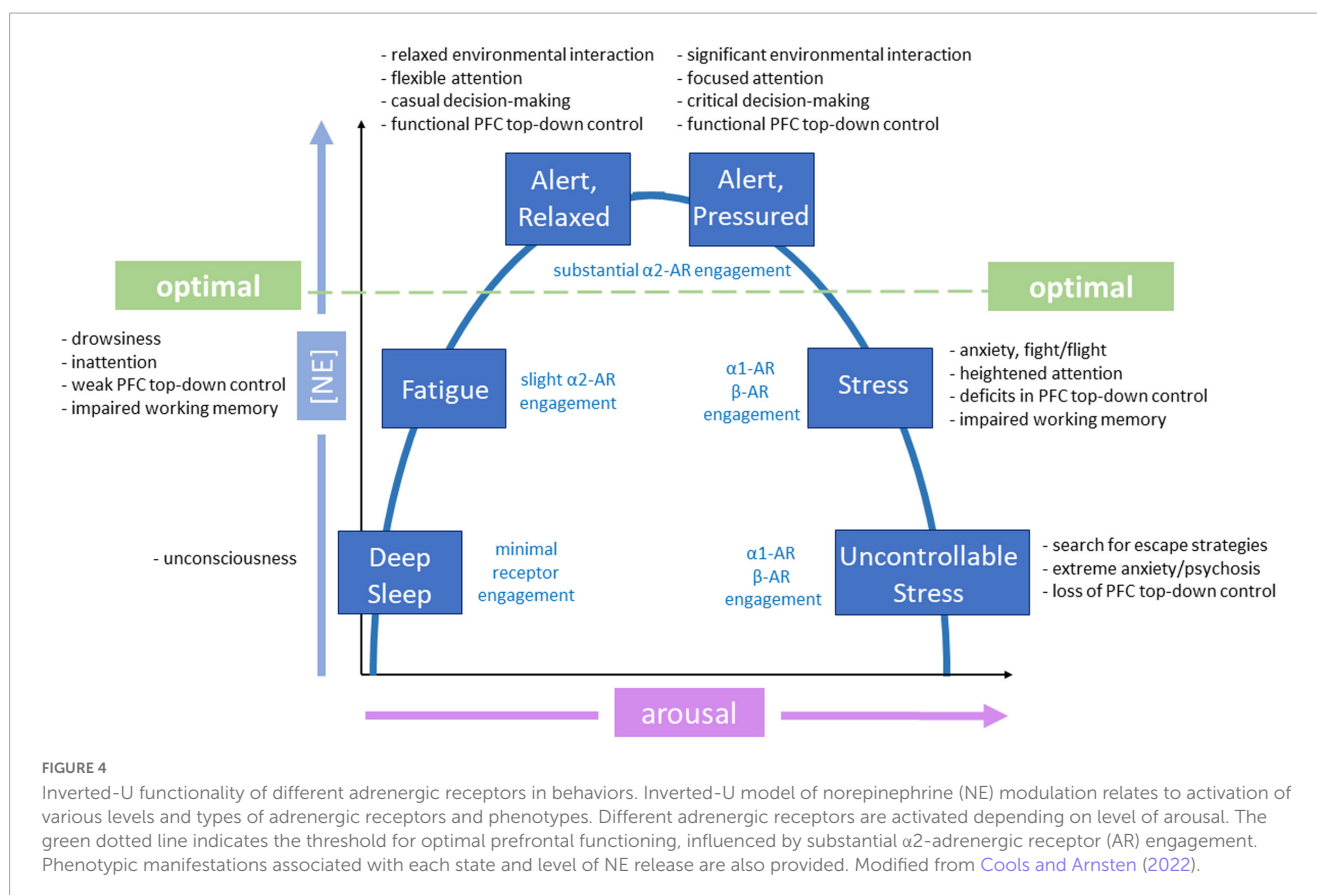 - relaxed environmental interaction
- flexible attention
- casual decision-making
- functional PFC top-down control
- significant environmental interaction
- focused attention
- critical decision-making
- functional PFC top-down control
Alert,
Relaxed
Alert,
Pressured
substantial α2-AR engagement
optimal
optimal
[NE]
- drowsiness
- inattention
- weak PFC top-down control
- impaired working memory
Fatigue
slight α2-AR
engagement
α1-AR
β-AR
engagement
Stress
- anxiety, fight/flight
- heightened attention
- deficits in PFC top-down control
- impaired working memory
- unconsciousness
Deep
Sleep
minimal
receptor
engagement
α1-AR
β-AR
engagement
Uncontrollable
Stress
- search for escape strategies
- extreme anxiety/psychosis
- loss of PFC top-down control
arousal
FIGURE 4
Inverted-U functionality of different adrenergic receptors in behaviors. Inverted-U model of norepinephrine (NE) modulation relates to activation of
various levels and types of adrenergic receptors and phenotypes. Different adrenergic receptors are activated depending on level of arousal. The
green dotted line indicates the threshold for optimal prefrontal functioning, influenced by substantial α2-adrenergic receptor (AR) engagement.
Phenotypic manifestations associated with each state and level of NE release are also provided. Modified from Cools and Arnsten (2022).